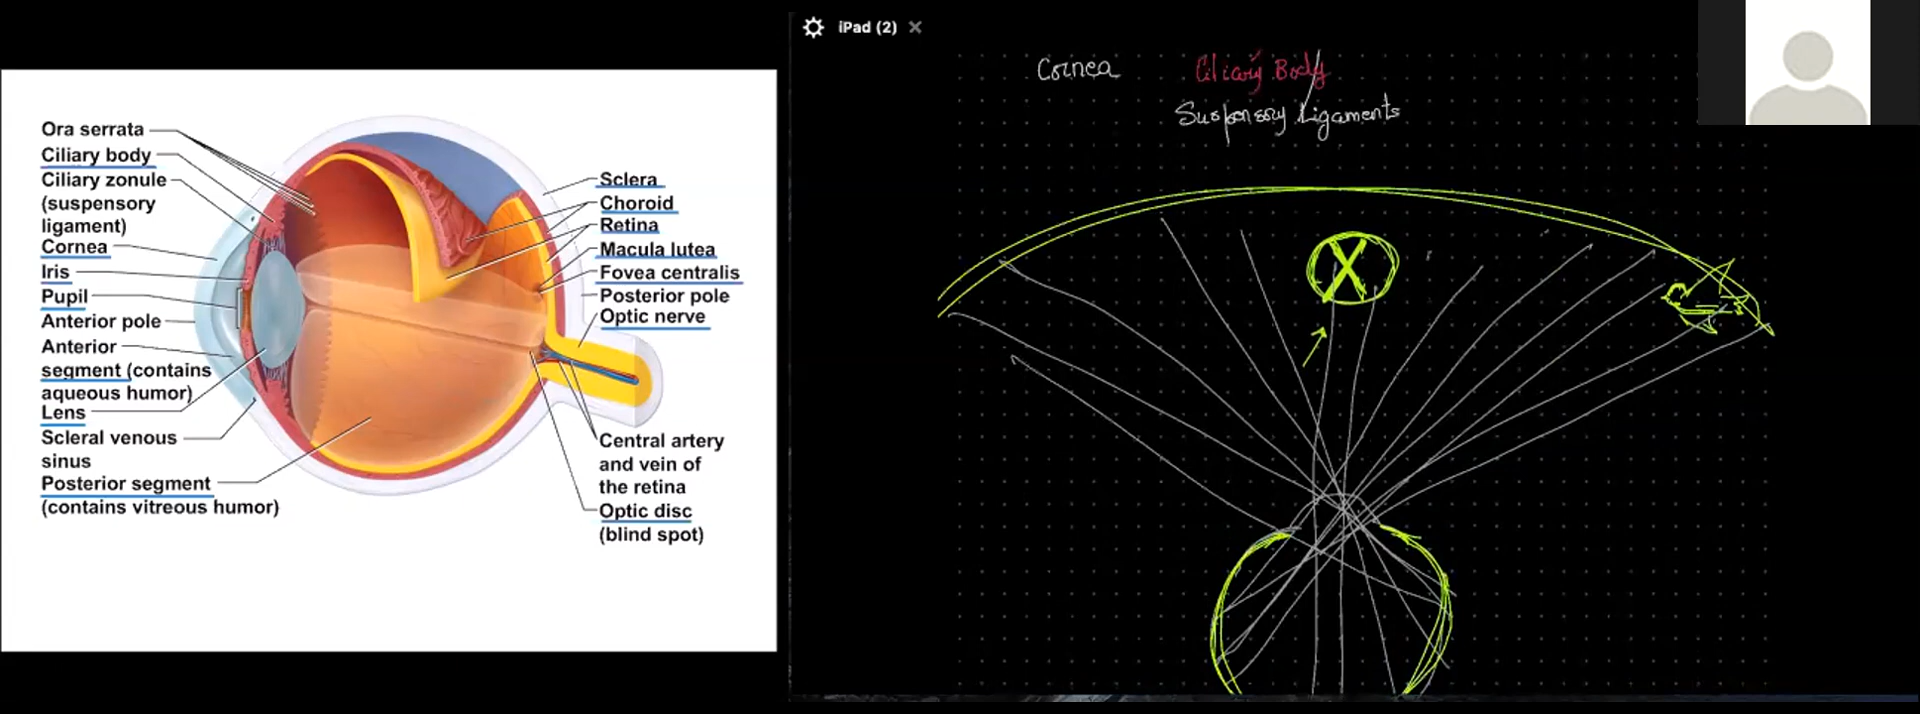 Ora serrata
Ciliary body
Ciliary zonule
(suspensory
ligament)
Cornea
Iris
Pupil
Anterior pole
Anterior
segment (contains
aqueous humor)
Lens
Scleral venous
sinus
Posterior segment
(contains vitreous humor)
Sclera
Choroid
Retina
Macula lutea
Fovea centralis
Posterior pole
Optic nerve
Central artery
and vein of
the retina
Optic disc
(blind spot)
iPad (2)
Cornea
Ciliary Body
Suspensory Ligaments
X